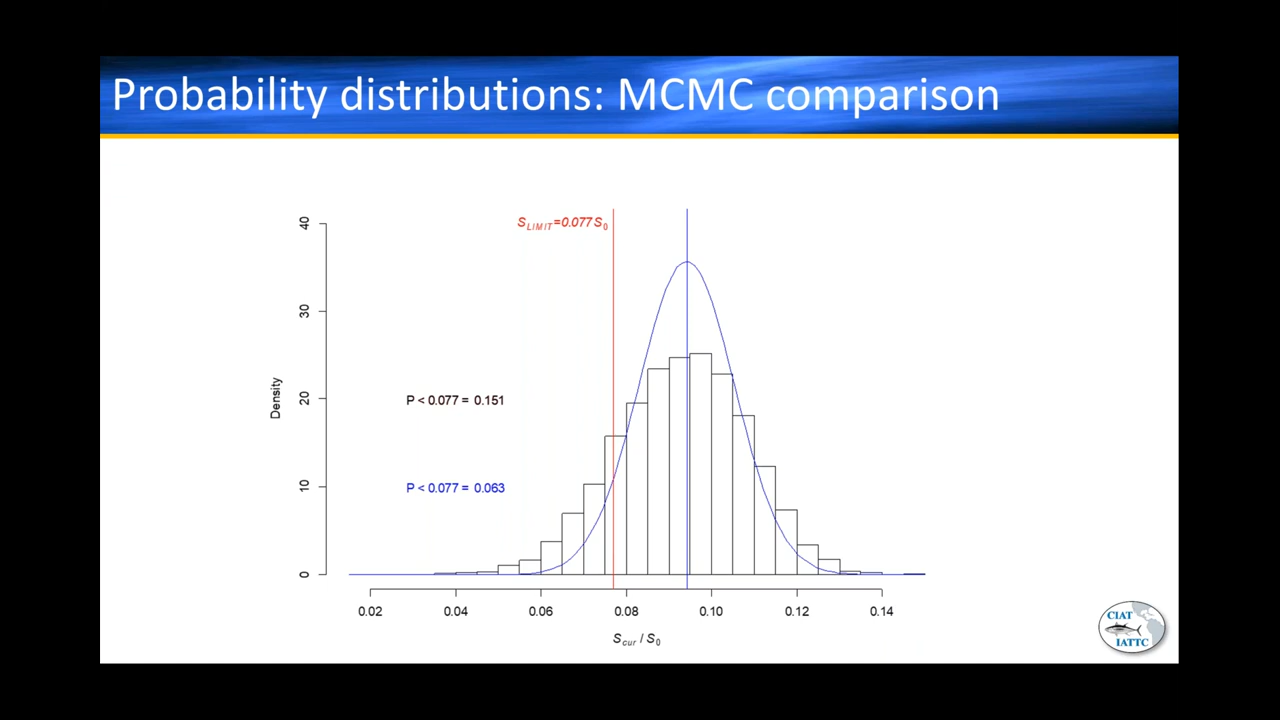 Probability distributions: MCMC comparison
S_LIMIT=0.077S_0
40
30
20
10
0
Density
P < 0.077 = 0.151
P < 0.077 = 0.063
0.02 0.04 0.06 0.08 0.10 0.12 0.14
S_cur / S_0
CIAT
IATTC